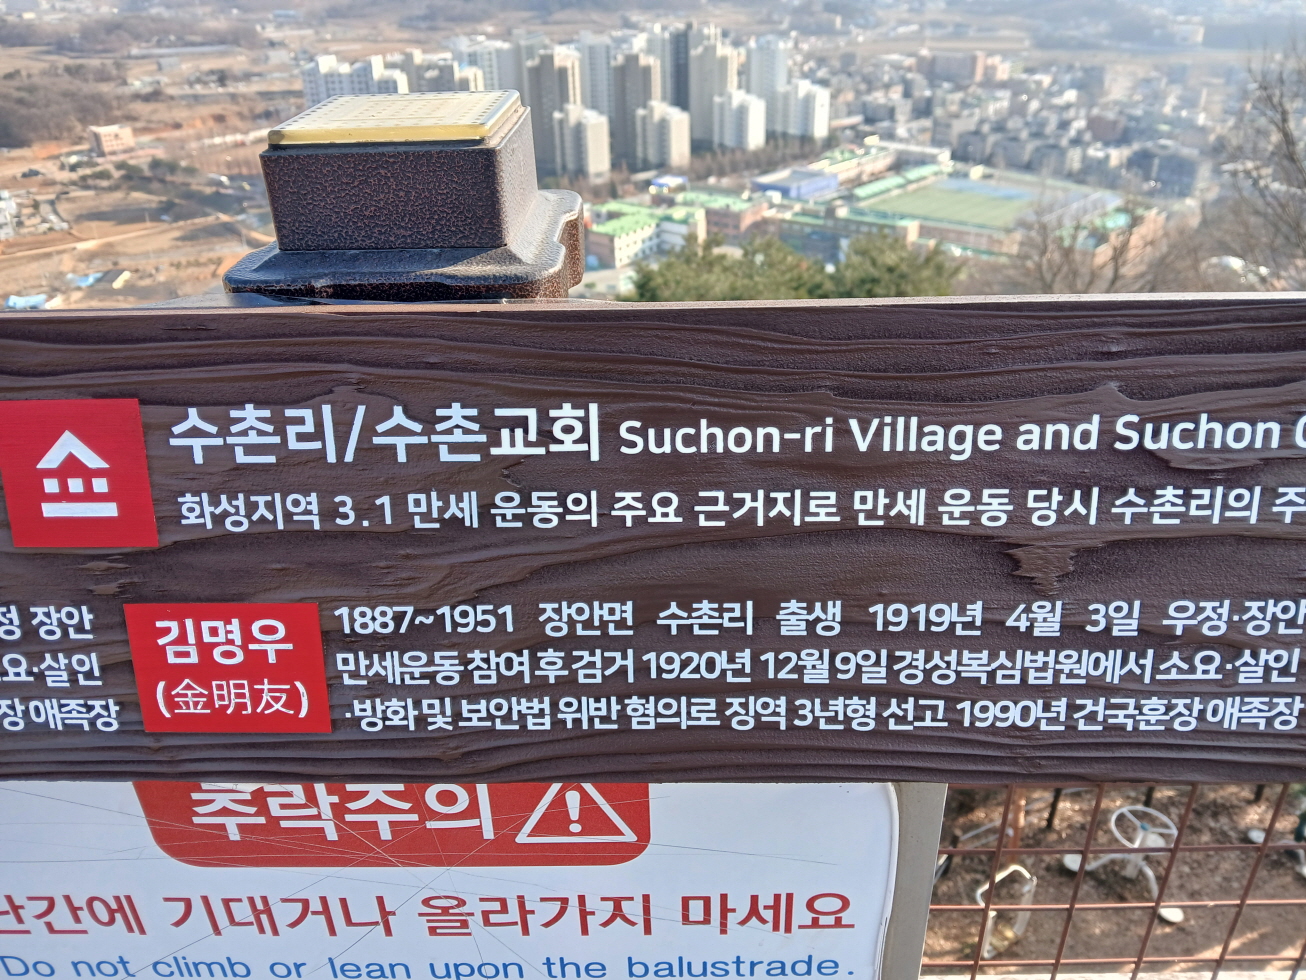 수촌리/수촌교회 Suchon-ri Village and Suchon
화성지역 3.1 만세 운동의 주요 근거지로 만세 운동 당시 수촌리의 주
정 장안
요·살인
장 애족장
김명우
(金明友)
1887~1951 장안면 수촌리 출생 1919년 4월 3일 우정·장안
만세운동 참여 후 검거 1920년 12월 9일 경성복심법원에서 소요·살인
·방화 및 보안법 위반 혐의로 징역 3년형 선고 1990년 건국훈장 애족장
추락주의
난간에 기대거나 올라가지 마세요
Do not climb or lean upon the balustrade.